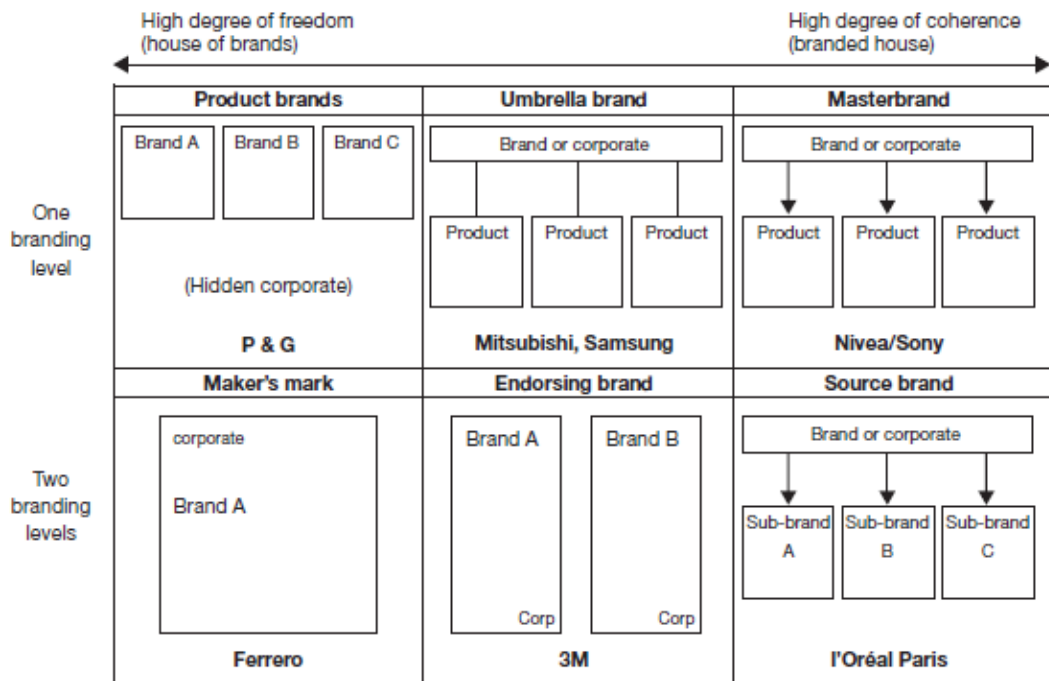 High degree of freedom
(house of brands)
High degree of coherence
(branded house)
Product brands
Umbrella brand
Masterbrand
One
branding
level
Brand A
Brand B
Brand C
(Hidden corporate)
P & G
Brand or corporate
Product
Product
Product
Mitsubishi, Samsung
Brand or corporate
Product
Product
Product
Nivea/Sony
Maker's mark
Endorsing brand
Source brand
Two
branding
levels
corporate
Brand A
Ferrero
Brand A
Corp
Brand B
Corp
3M
Brand or corporate
Sub-brand
A
Sub-brand
B
Sub-brand
C
l'Oréal Paris